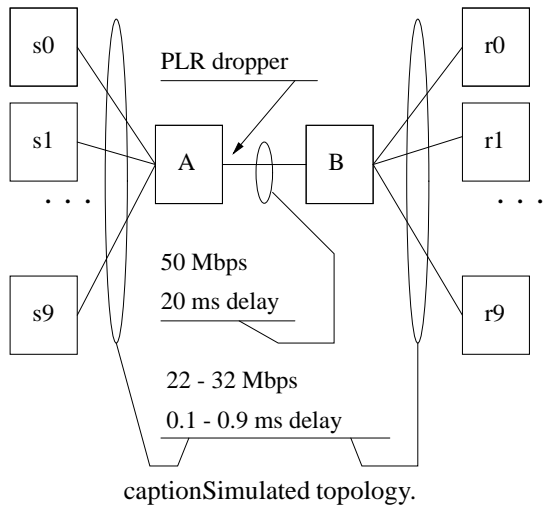 s0
r0
PLR dropper
s1
r1
A
B
. . .
. . .
50 Mbps
20 ms delay
s9
r9
22 - 32 Mbps
0.1 - 0.9 ms delay
captionSimulated topology.